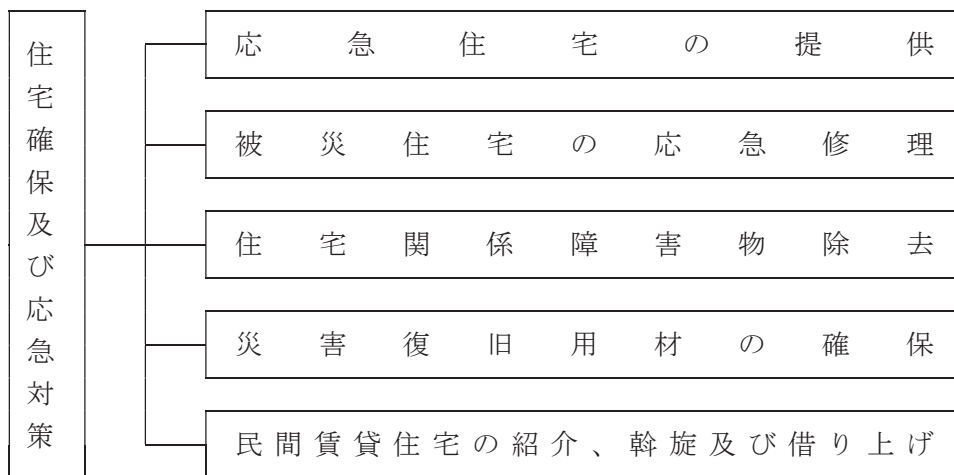 住宅確保及び応急対策
応急住宅の提供
被災住宅の応急修理
住宅関係障害物除去
災害復旧用材の確保
民間賃貸住宅の紹介、斡旋及び借り上げ